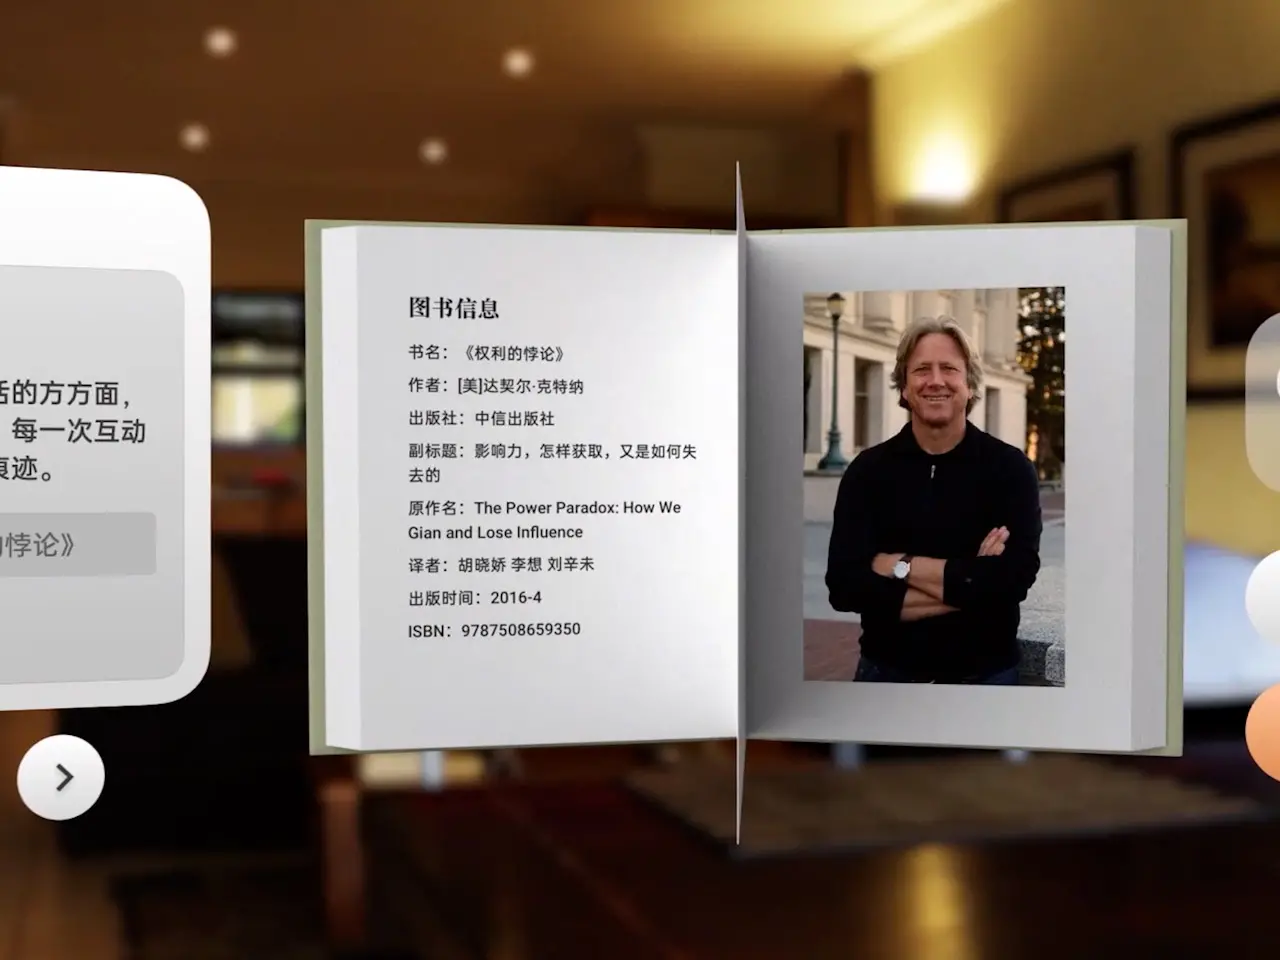 活的方方面,
每一次互动
痕迹。
的悖论》
图书信息
书名:《权利的悖论》
作者:[美]达契尔·克特纳
出版社:中信出版社
副标题:影响力,怎样获取,又是如何失
去的
原作名:The Power Paradox: How We
Gian and Lose Influence
译者:胡晓娇 李想 刘辛未
出版时间:2016-4
ISBN:9787508659350